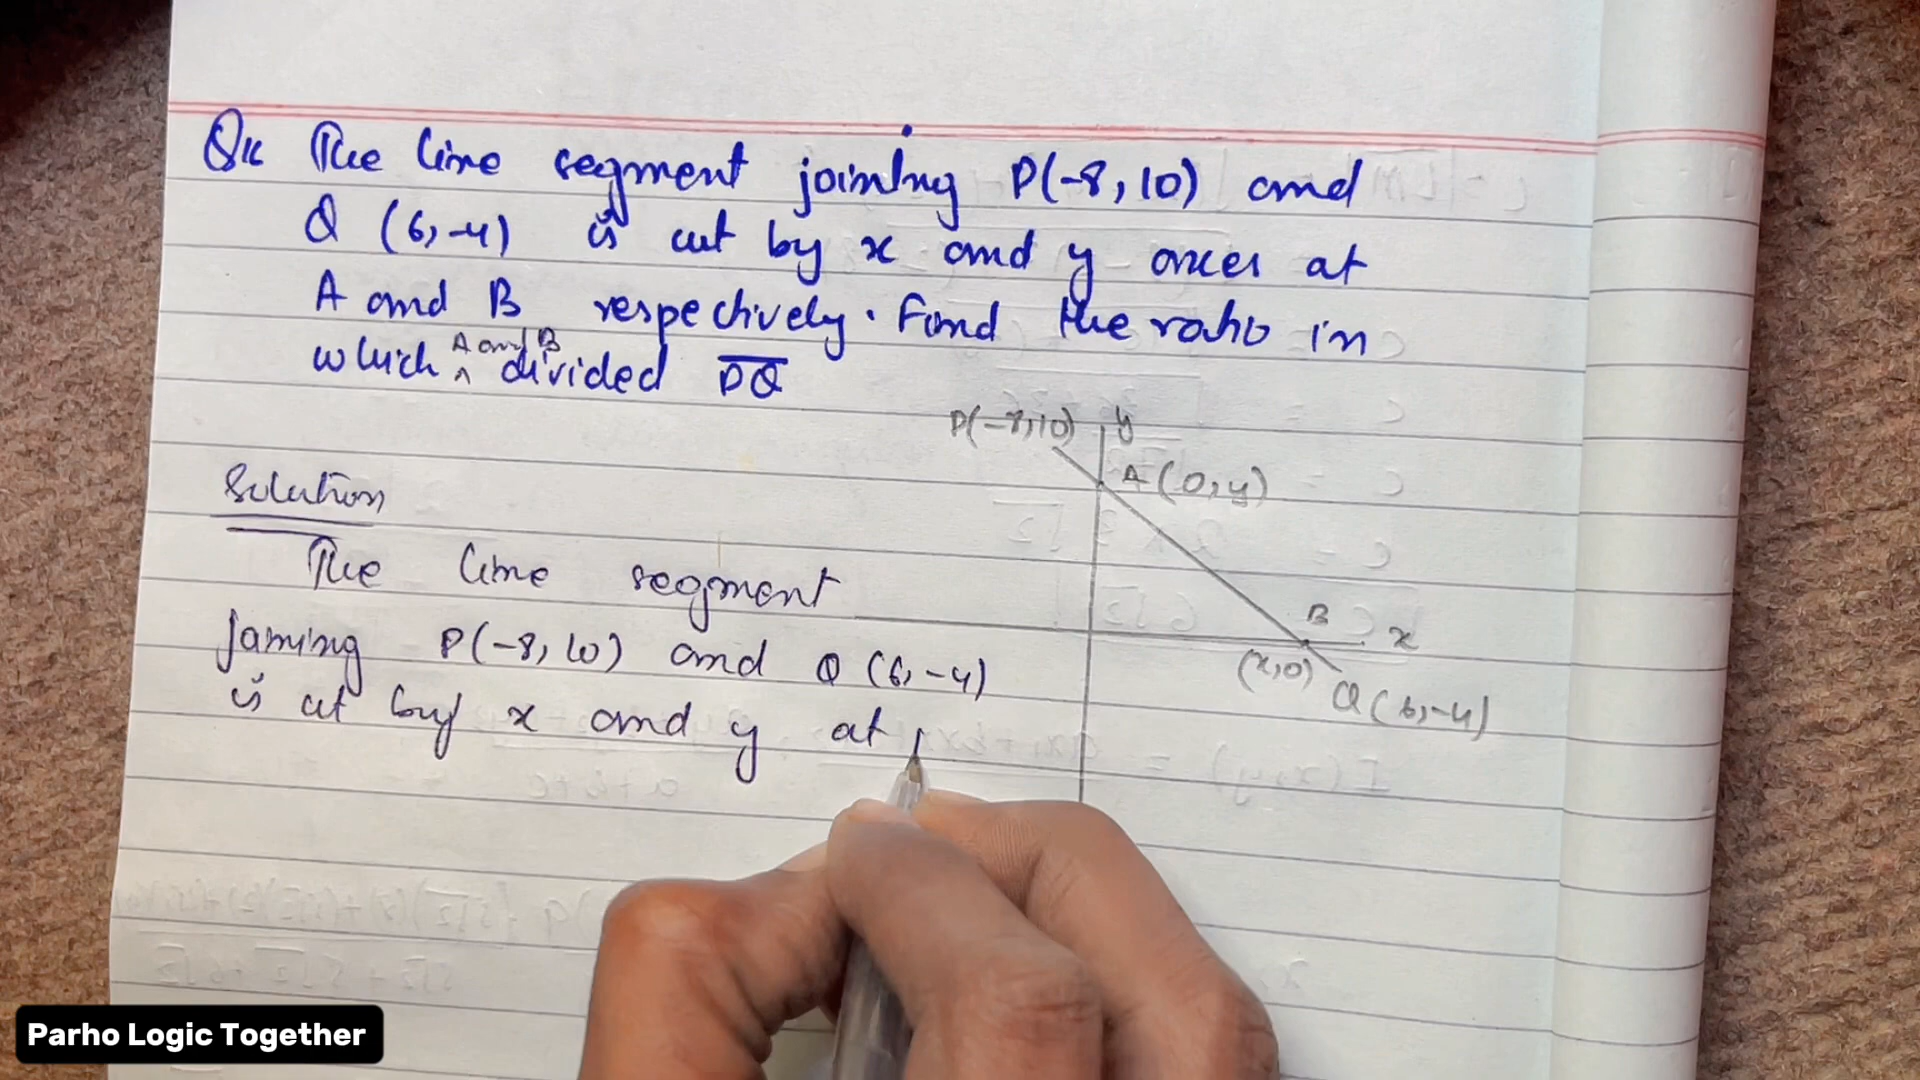 Q11 The line segment joining P(-8, 10) and
Q (6, -4) is cut by x and y axes at
A and B respectively. Find the ratio in
which A and B divided PQ
P(-8, 10) y
A (0, y)
Solution
The line segment
Joining P(-8, 10) and Q (6, -4)
is cut by x and y at
B x
(x, 0) Q (6, -4)
Parho Logic Together